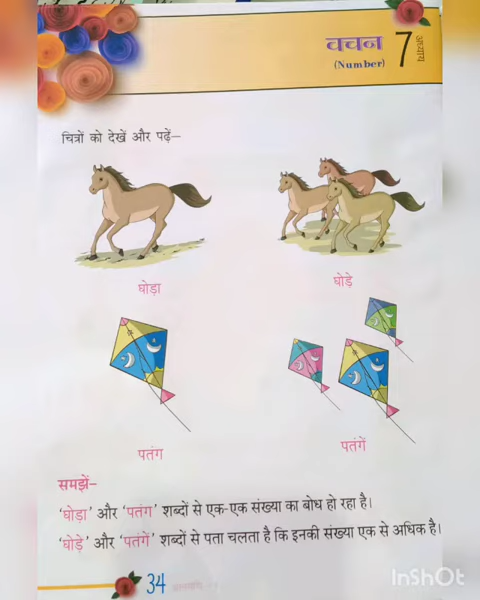 वचन
(Number)
7
अध्याय
चित्रों को देखें और पढ़ें–
घोड़ा
घोड़े
पतंग
पतंगें
समझें–
'घोड़ा' और 'पतंग' शब्दों से एक-एक संख्या का बोध हो रहा है।
'घोड़े' और 'पतंगें' शब्दों से पता चलता है कि इनकी संख्या एक से अधिक है।
34
InShOt